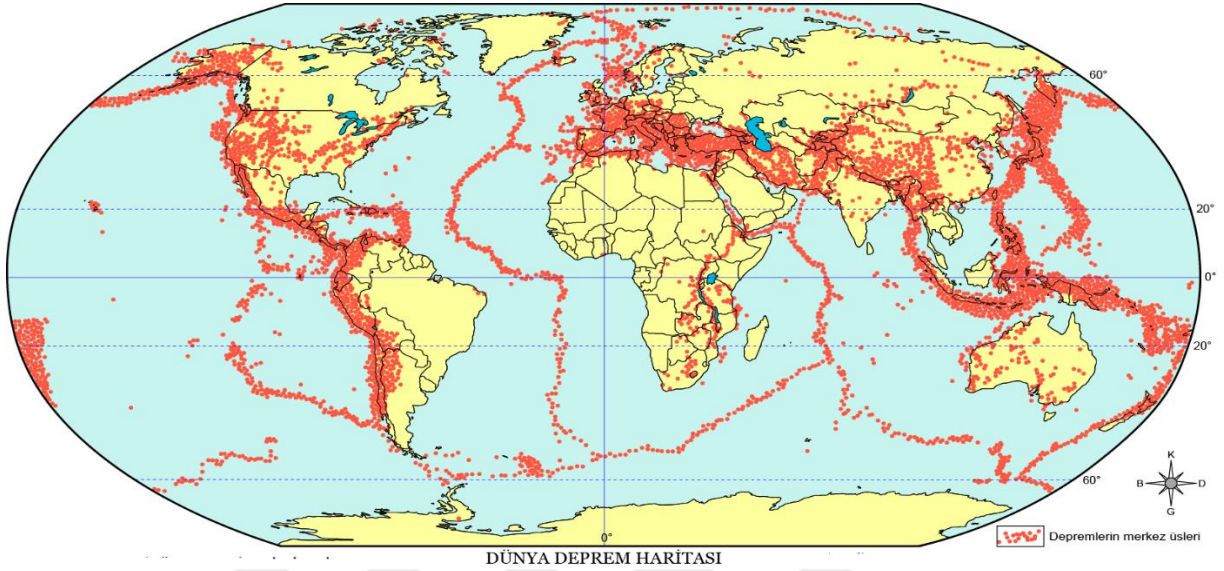 60°
20°
0°
20°
60°
K
B D
G
0°
Depremlerin merkez üsleri
DÜNYA DEPREM HARİTASI